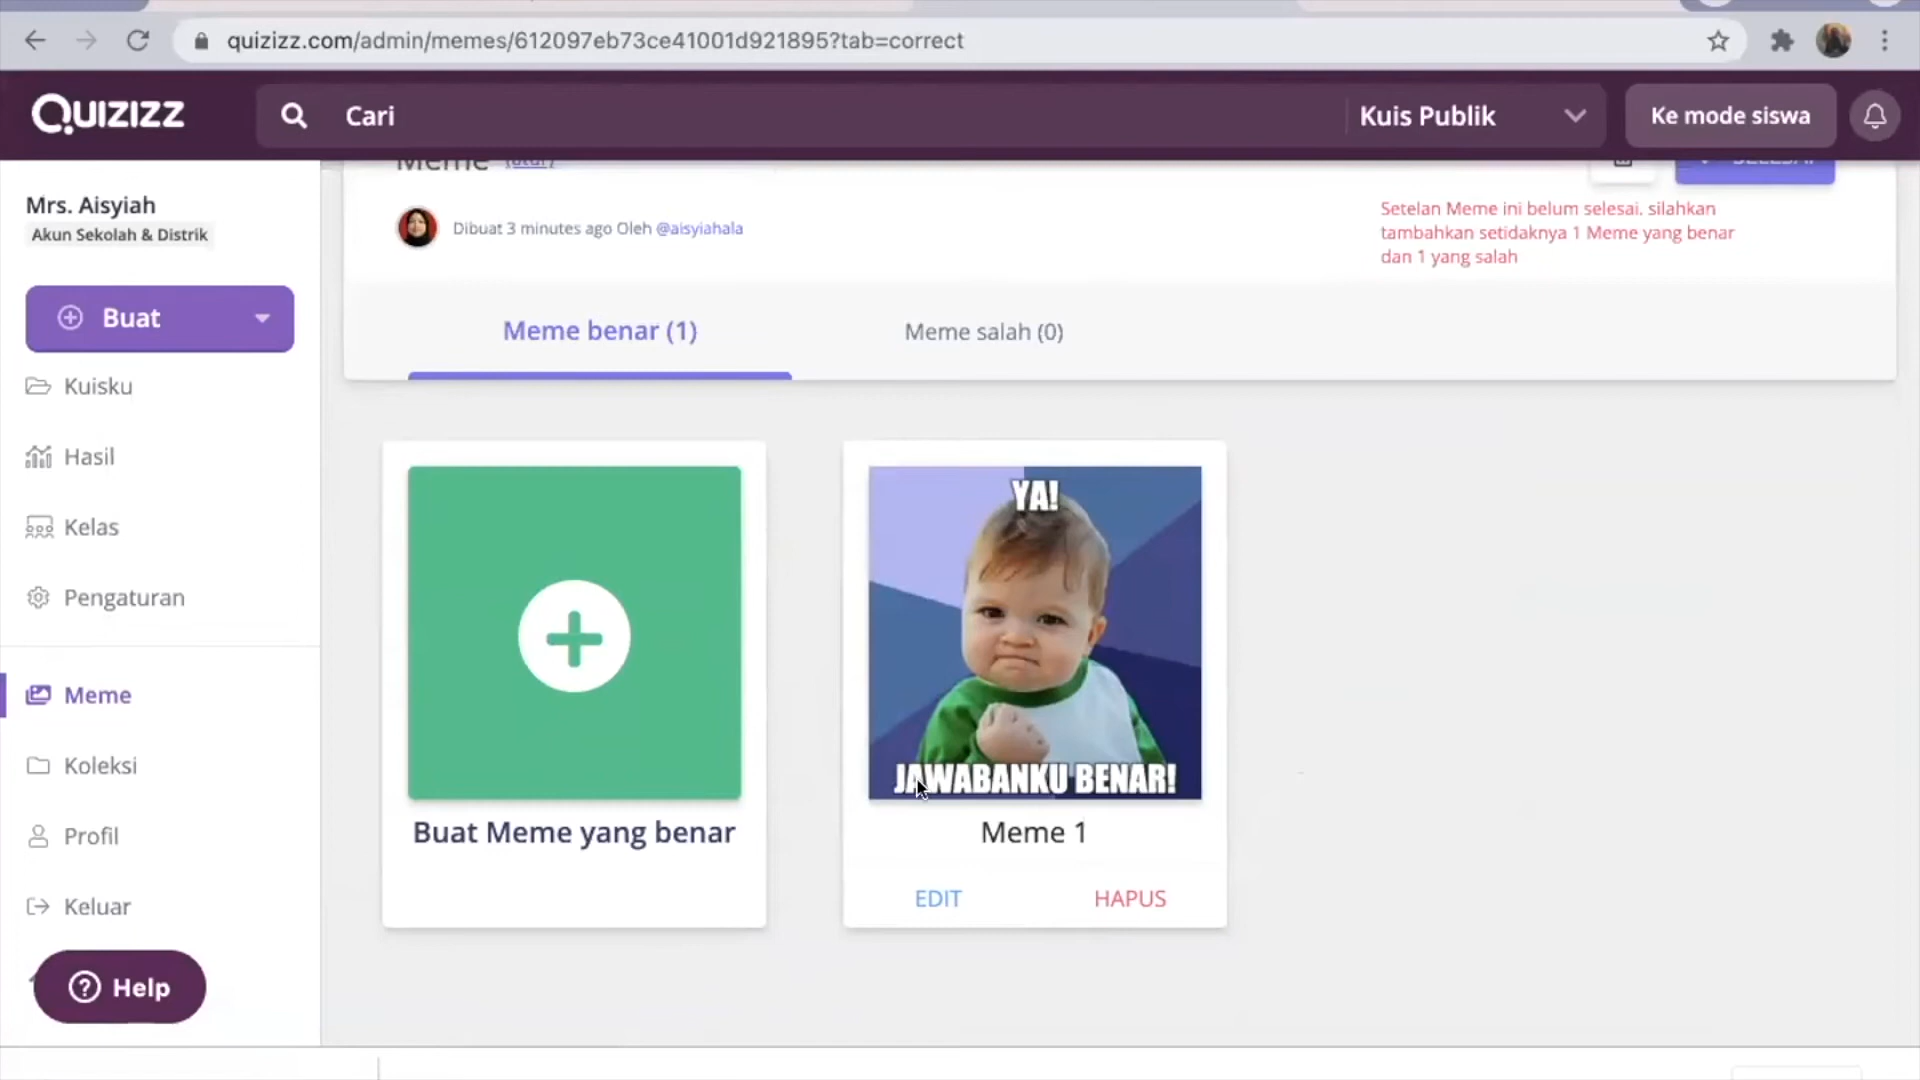 quizizz.com/admin/memes/612097eb73ce41001d921895?tab=correct
QUIZIZZ
Cari
Kuis Publik
Ke mode siswa
Meme (atur)
SELESAI
Mrs. Aisyiah
Akun Sekolah & Distrik
Dibuat 3 minutes ago Oleh @aisyiahala
Setelan Meme ini belum selesai. silahkan
tambahkan setidaknya 1 Meme yang benar
dan 1 yang salah
Buat
Meme benar (1)
Meme salah (0)
Kuisku
Hasil
Kelas
Pengaturan
Meme
Koleksi
Profil
Keluar
Help
Buat Meme yang benar
YA!
JAWABANKU BENAR!
Meme 1
EDIT
HAPUS